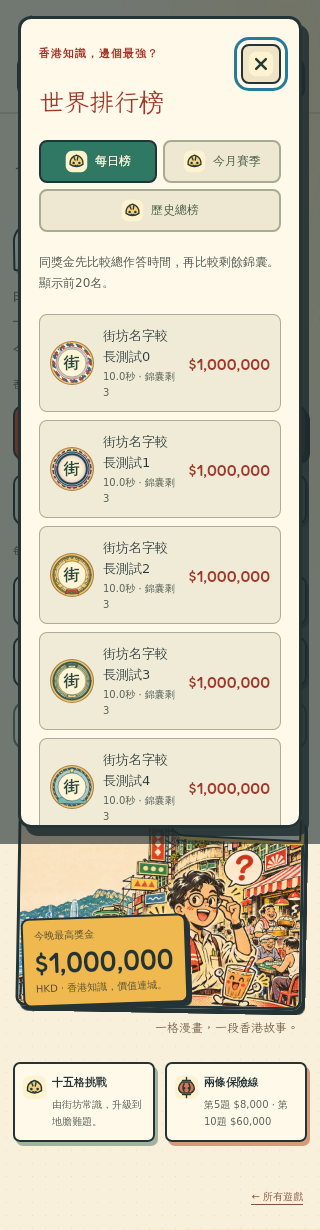 香港知識，邊個最強？
世界排行榜
每日榜
今月賽季
歷史總榜
同獎金先比較總作答時間，再比較剩餘錦囊。
顯示前20名。
街
街坊名字較
長測試0
10.0秒 · 錦囊剩
3
$1,000,000
街
街坊名字較
長測試1
10.0秒 · 錦囊剩
3
$1,000,000
街
街坊名字較
長測試2
10.0秒 · 錦囊剩
3
$1,000,000
街
街坊名字較
長測試3
10.0秒 · 錦囊剩
3
$1,000,000
街
街坊名字較
長測試4
10.0秒 · 錦囊剩
3
$1,000,000
?
今晚最高獎金
$1,000,000
HKD · 香港知識，價值連城。
一格漫畫，一段香港故事。
十五格挑戰
由街坊常識，升級到
地膽難題。
兩條保險線
第5題 $8,000 · 第
10題 $60,000
← 所有遊戲